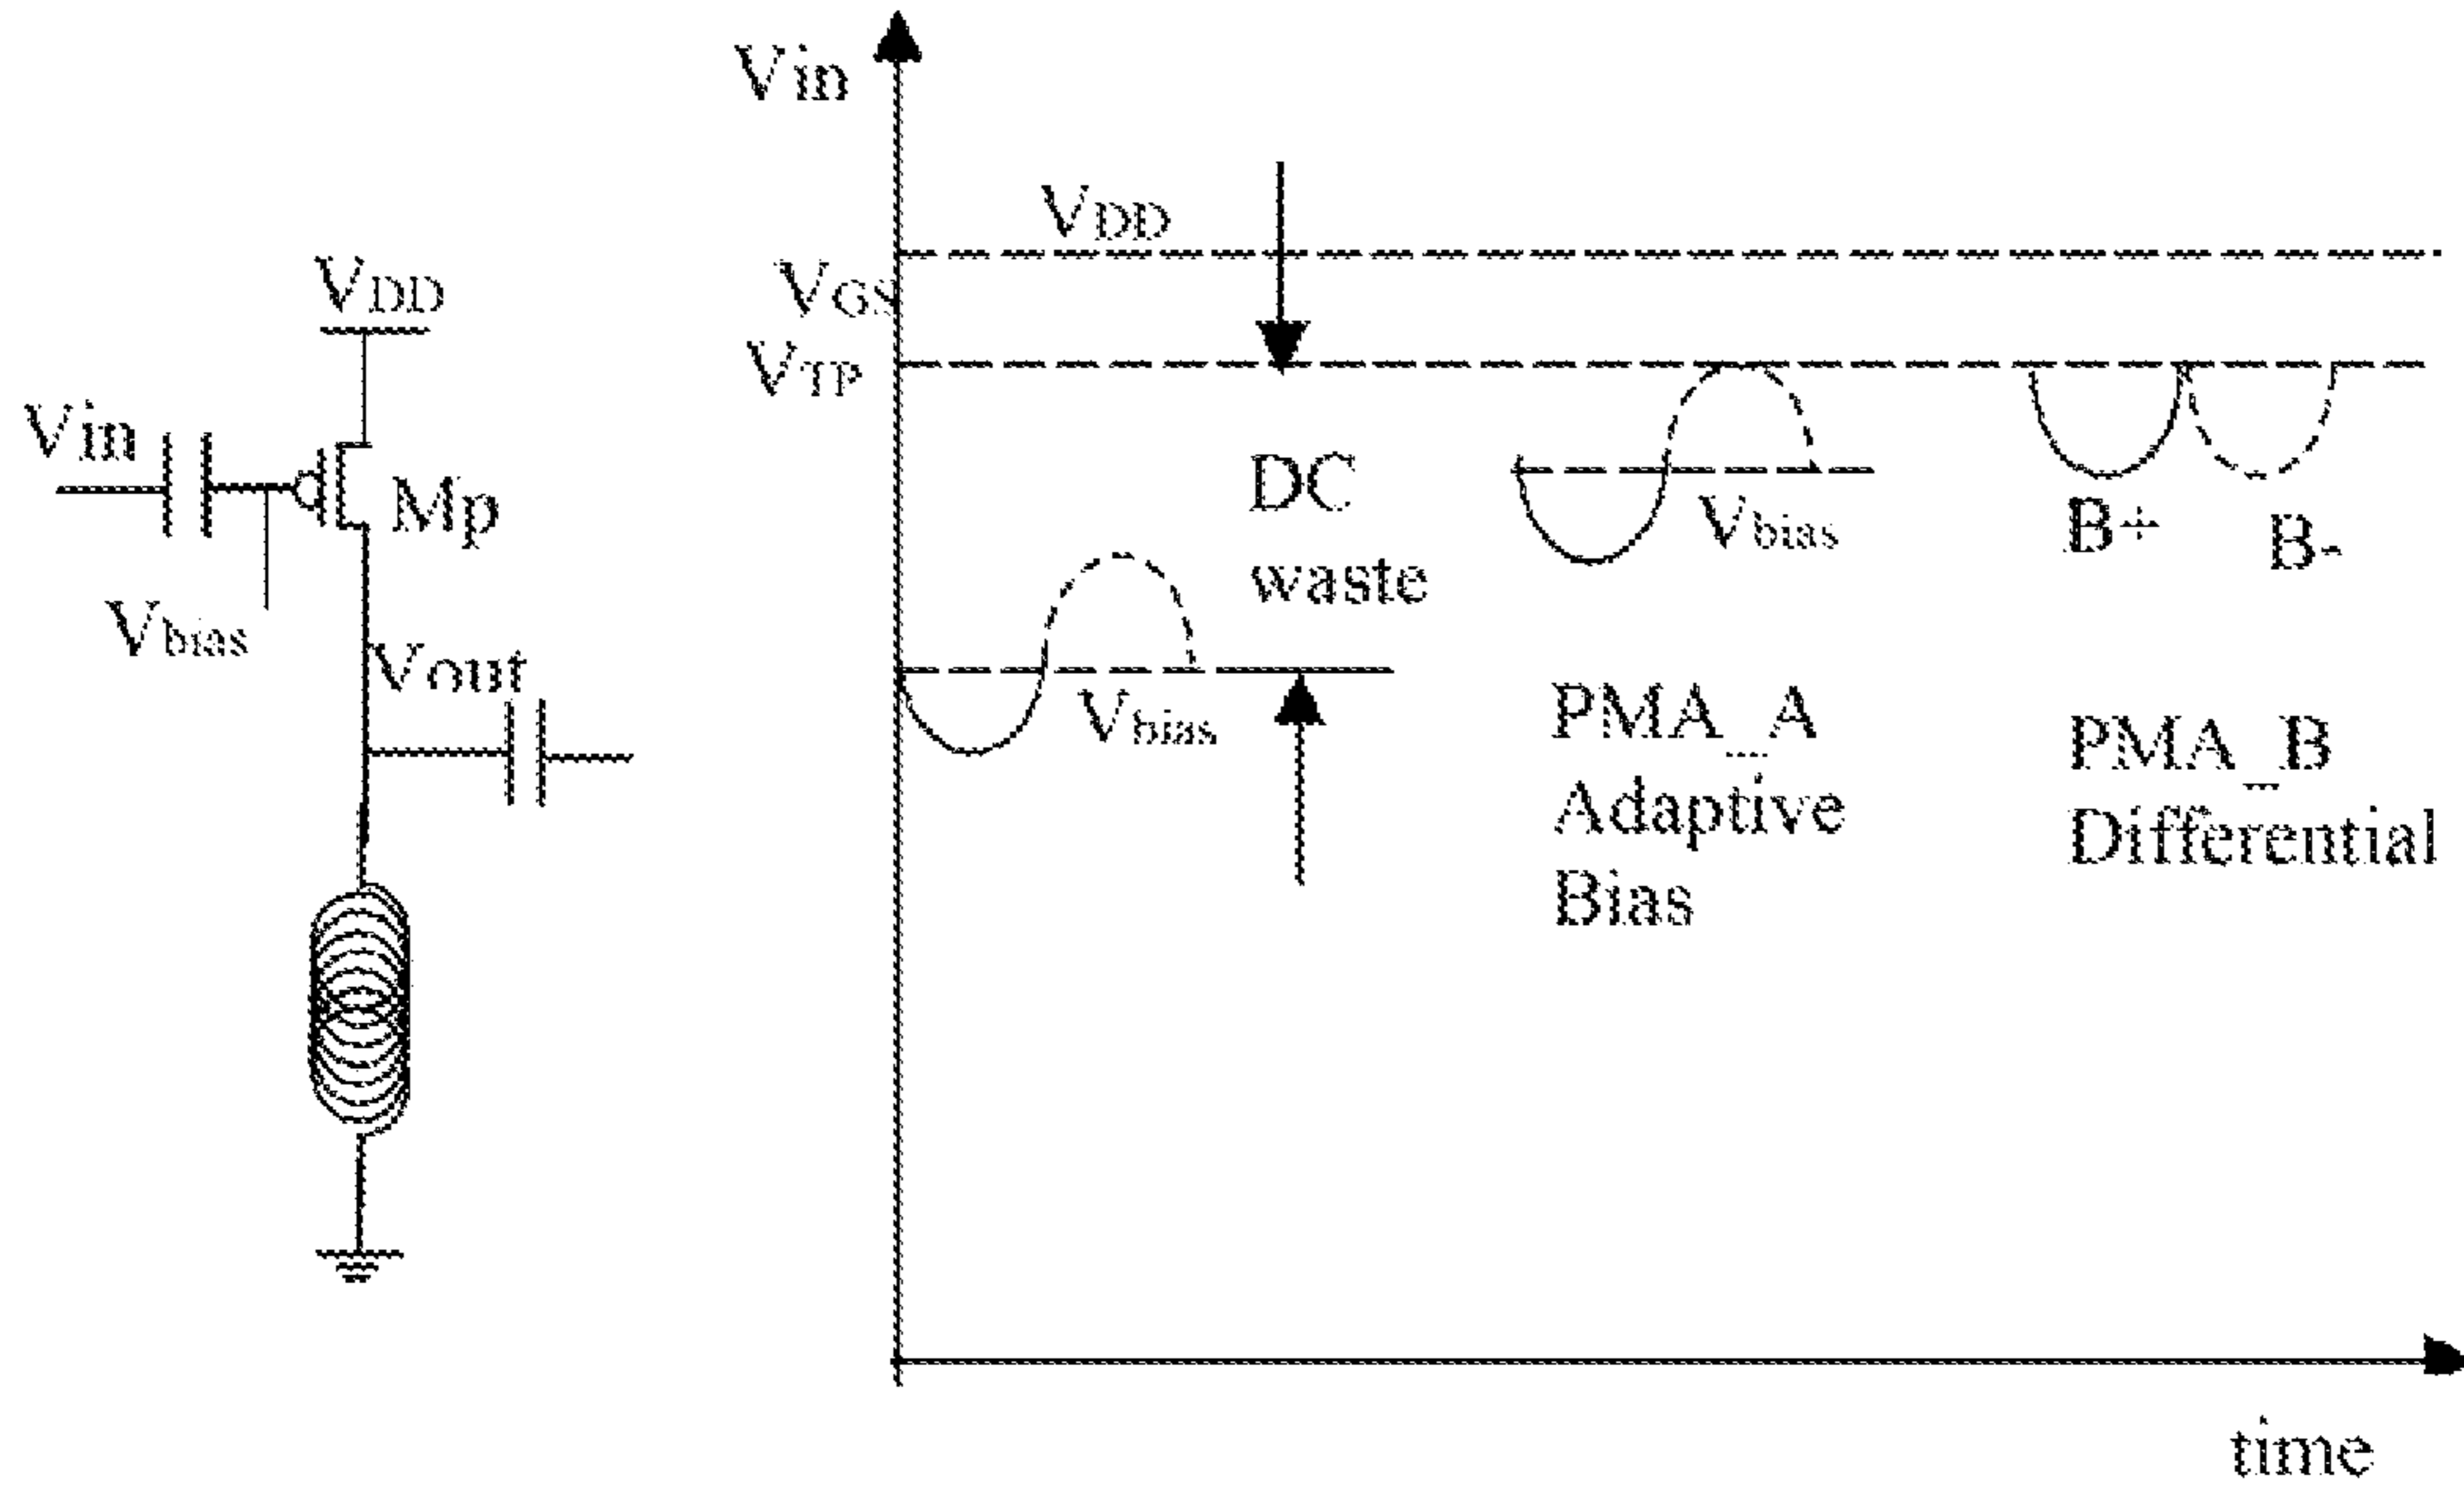 VDD
Vin
Mp
Vbias
Vout
Vin
VDD
VGS
VTP
DC
waste
Vbias
Vbias
B+
B-
PMA_A
Adaptive
Bias
PMA_B
Differential
time